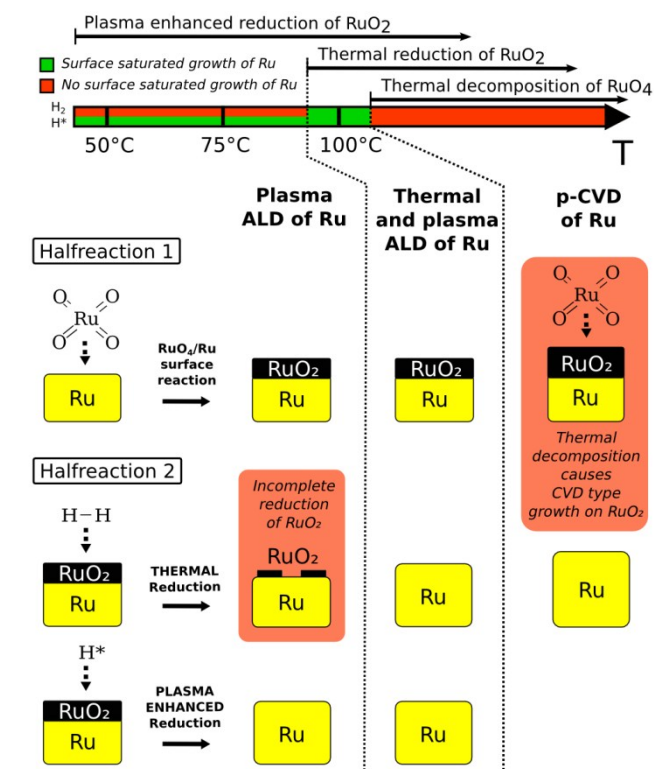 Plasma enhanced reduction of RuO₂
Thermal reduction of RuO₂
Surface saturated growth of Ru
No surface saturated growth of Ru
Thermal decomposition of RuO₄
H₂
H*
50°C
75°C
100°C
T
Plasma
ALD of Ru
Thermal
and plasma
ALD of Ru
p-CVD
of Ru
Halfreaction 1
O O
Ru
O O
Ru
RuO₄/Ru
surface
reaction
RuO₂
Ru
RuO₂
Ru
O O
Ru
O O
RuO₂
Ru
Thermal
decomposition
causes
CVD type
growth on RuO₂
Halfreaction 2
H–H
RuO₂
Ru
THERMAL
Reduction
Incomplete
reduction
of RuO₂
RuO₂
Ru
Ru
Ru
H*
RuO₂
Ru
PLASMA
ENHANCED
Reduction
Ru
Ru